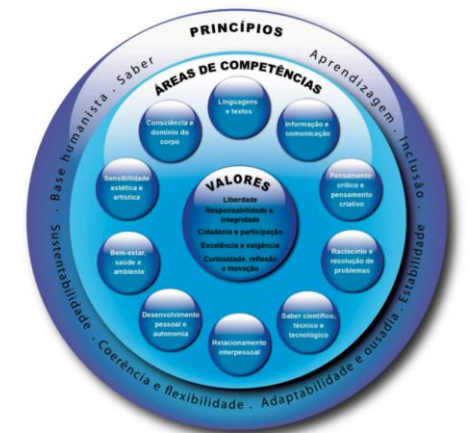 PRINCÍPIOS
Base humanista . Saber
Aprendizagem . Inclusão .
Sustentabilidade . Coerência e flexibilidade . Adaptabilidade e ousadia . Estabilidade
ÁREAS DE COMPETÊNCIAS
Linguagens
e textos
Informação e
comunicação
Pensamento
crítico e
pensamento
criativo
Raciocínio e
resolução de
problemas
Saber científico,
técnico e
tecnológico
Relacionamento
interpessoal
Desenvolvimento
pessoal e
autonomia
Bem-estar,
saúde e
ambiente
Sensibilidade
estética e
artística
Consciência e
domínio do
corpo
VALORES
Liberdade
Responsabilidade e
integridade
Cidadania e participação
Excelência e exigência
Curiosidade, reflexão
e inovação